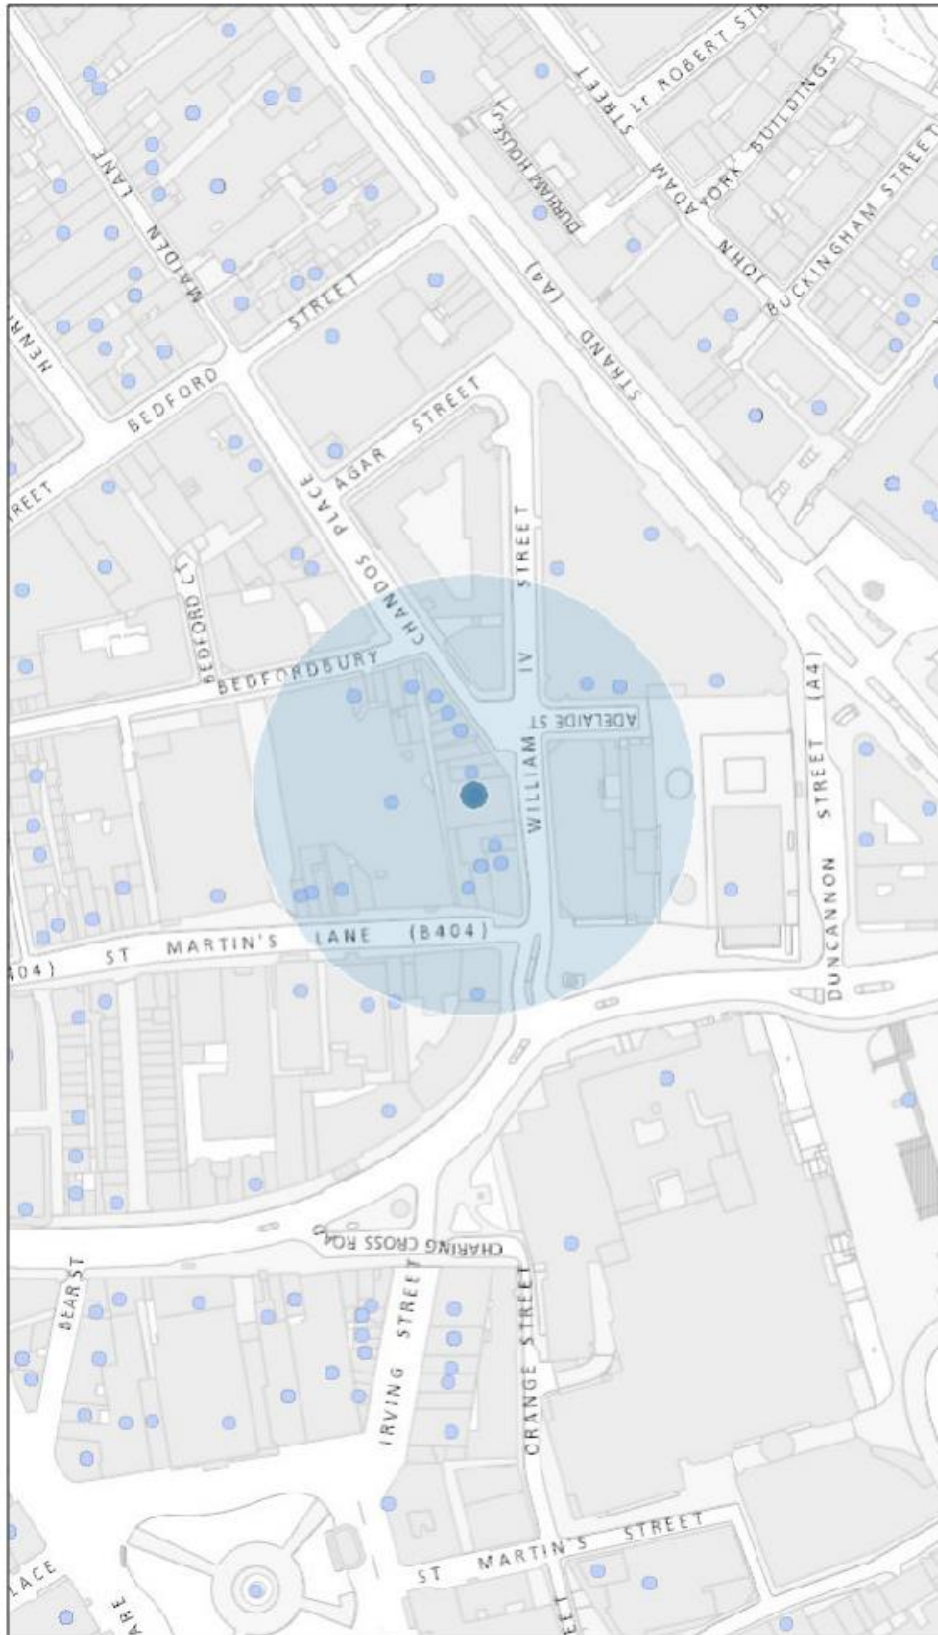 STREET
ROBERT ST
ADAM
YORK BUILDINGS
DURHAM HOUSE ST
JOHN
BUCKINGHAM STREET
MAIDEN LANE
HENRI
BEDFORD STREET
STRAND (A4)
AGAR STREET
REET
CHANDOS PLACE
BEDFORD CT
BEDFORDBURY
WILLIAM IV STREET
ADELAIDE ST
DUNCANNON STREET (A4)
ST MARTIN'S LANE (B404)
404)
CHARING CROSS ROAD
BEAR ST
IRVING STREET
ORANGE STREET
ST MARTIN'S STREET
LACE
ARE
EET